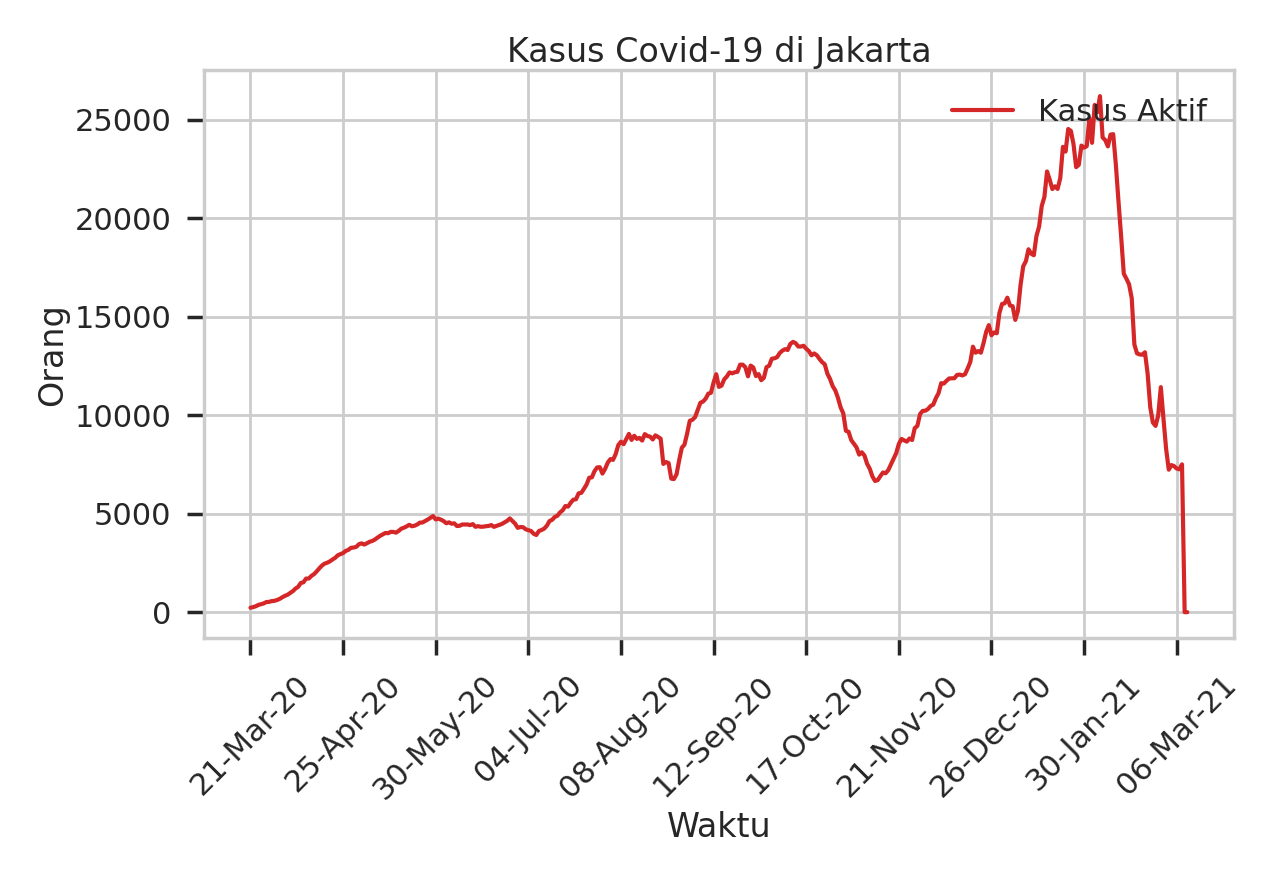 Kasus Covid-19 di Jakarta
Kasus Aktif
25000
20000
15000
10000
5000
0
Orang
21-Mar-20
25-Apr-20
30-May-20
04-Jul-20
08-Aug-20
12-Sep-20
17-Oct-20
21-Nov-20
26-Dec-20
30-Jan-21
06-Mar-21
Waktu